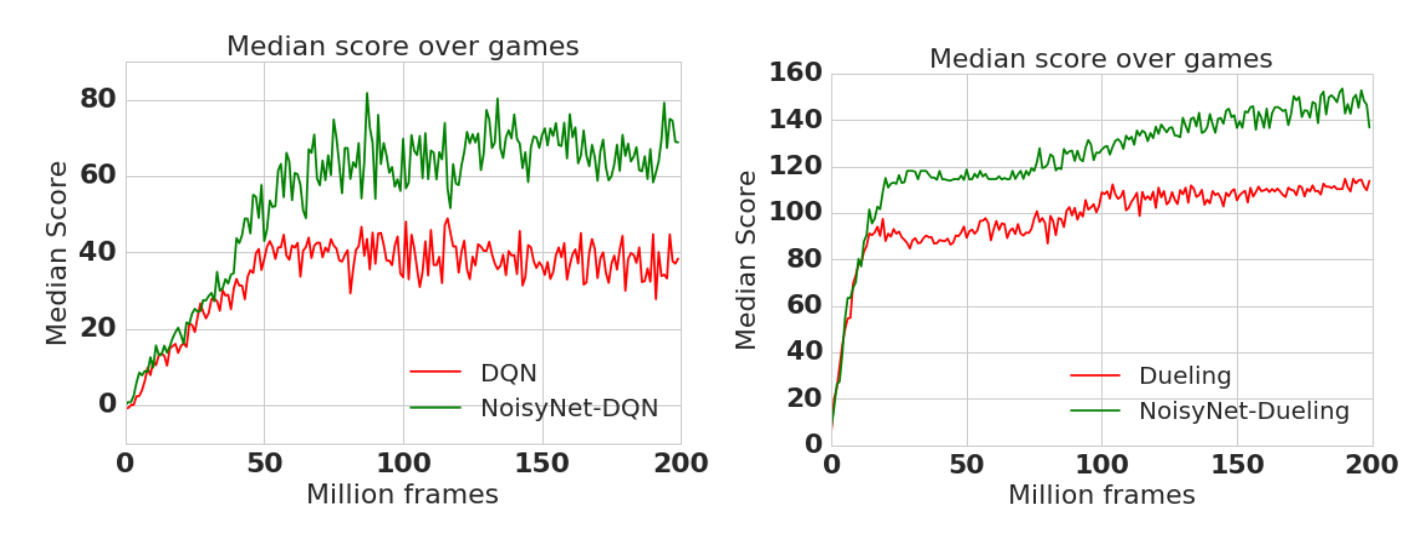 Median score over games
Median Score
80
60
40
20
0
0 50 100 150 200
Million frames
DQN
NoisyNet-DQN
Median score over games
Median Score
160
140
120
100
80
60
40
20
0
0 50 100 150 200
Million frames
Dueling
NoisyNet-Dueling